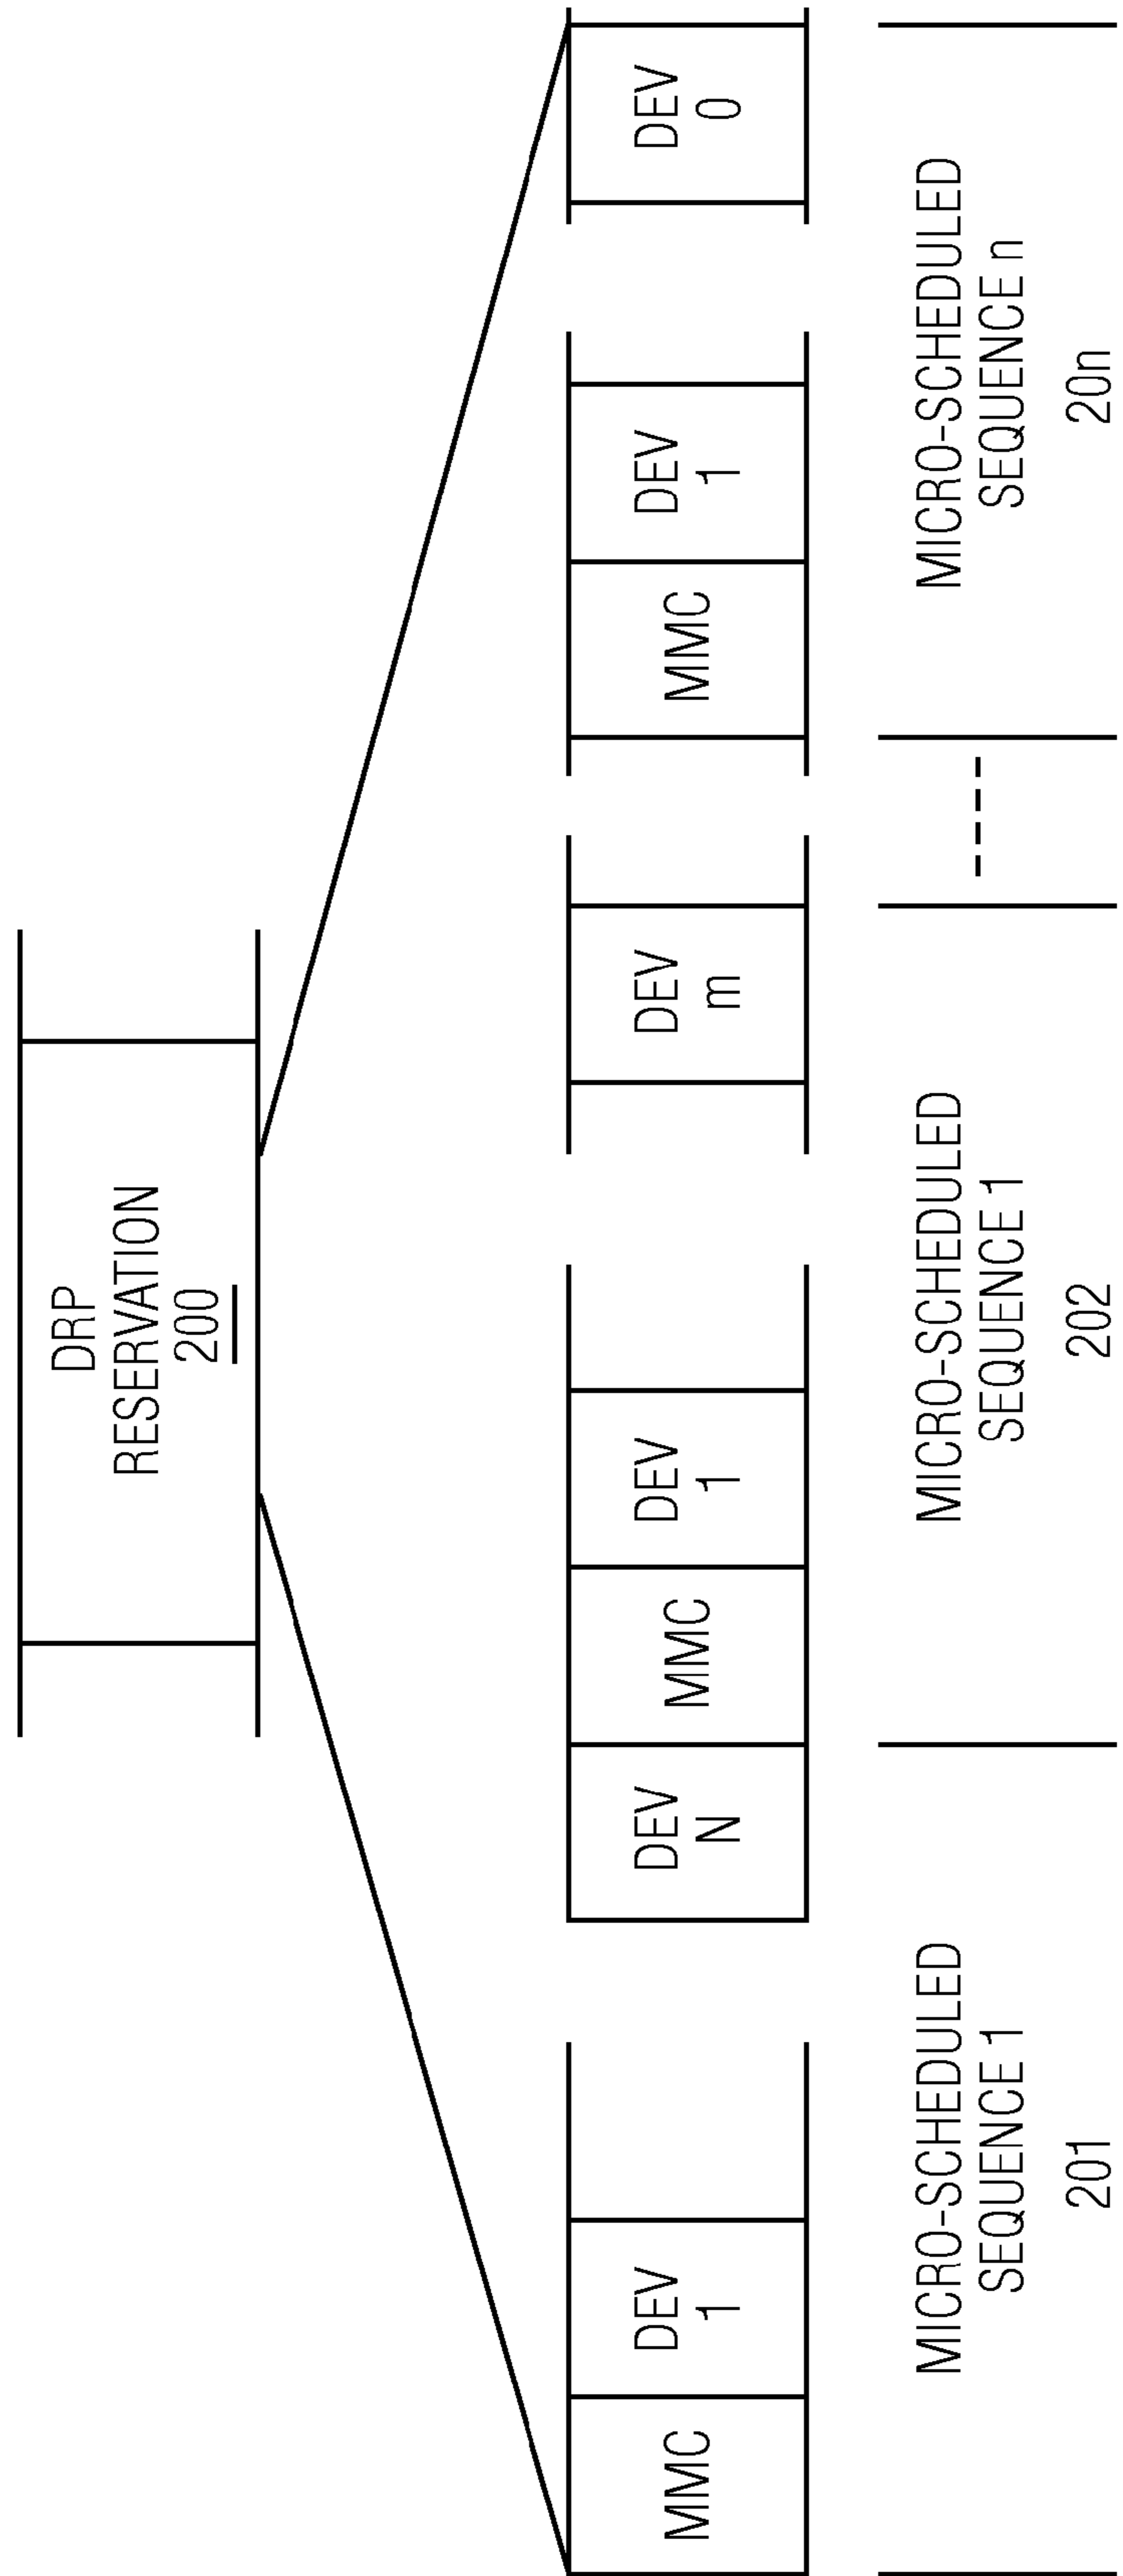 DRP
RESERVATION
200
MMC
DEV
1
DEV
N
MMC
DEV
1
DEV
m
MMC
DEV
1
DEV
0
MICRO-SCHEDULED
SEQUENCE 1
201
MICRO-SCHEDULED
SEQUENCE 1
202
MICRO-SCHEDULED
SEQUENCE n
20n